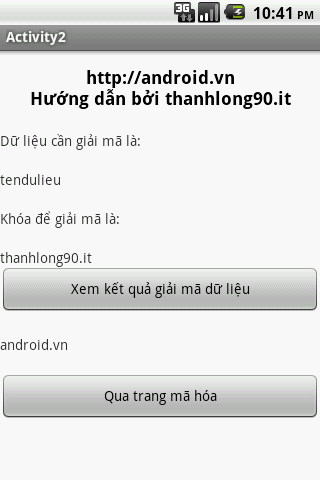 3G
10:41 PM
Activity2
http://android.vn
Hướng dẫn bởi thanhlong90.it
Dữ liệu cần giải mã là:
tendulieu
Khóa để giải mã là:
thanhlong90.it
Xem kết quả giải mã dữ liệu
android.vn
Qua trang mã hóa